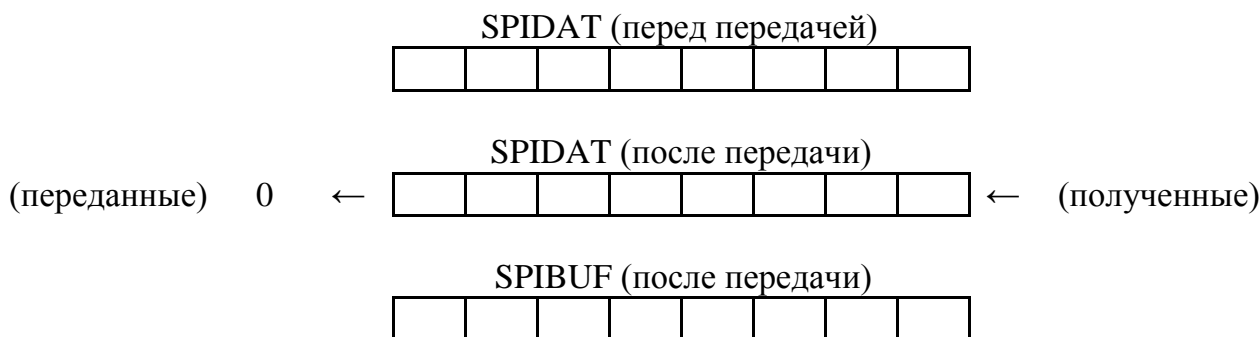 SPIDAT (перед передачей)
SPIDAT (после передачи)
(переданные) 0 ← ← (полученные)
SPIBUF (после передачи)